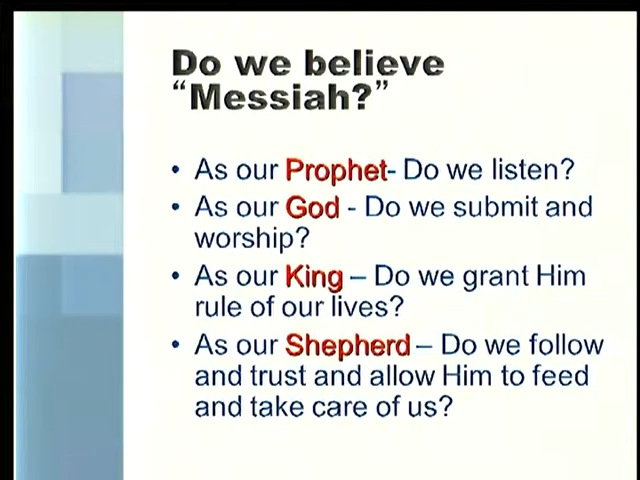 Do we believe
“Messiah?”
• As our Prophet- Do we listen?
• As our God - Do we submit and
worship?
• As our King – Do we grant Him
rule of our lives?
• As our Shepherd – Do we follow
and trust and allow Him to feed
and take care of us?